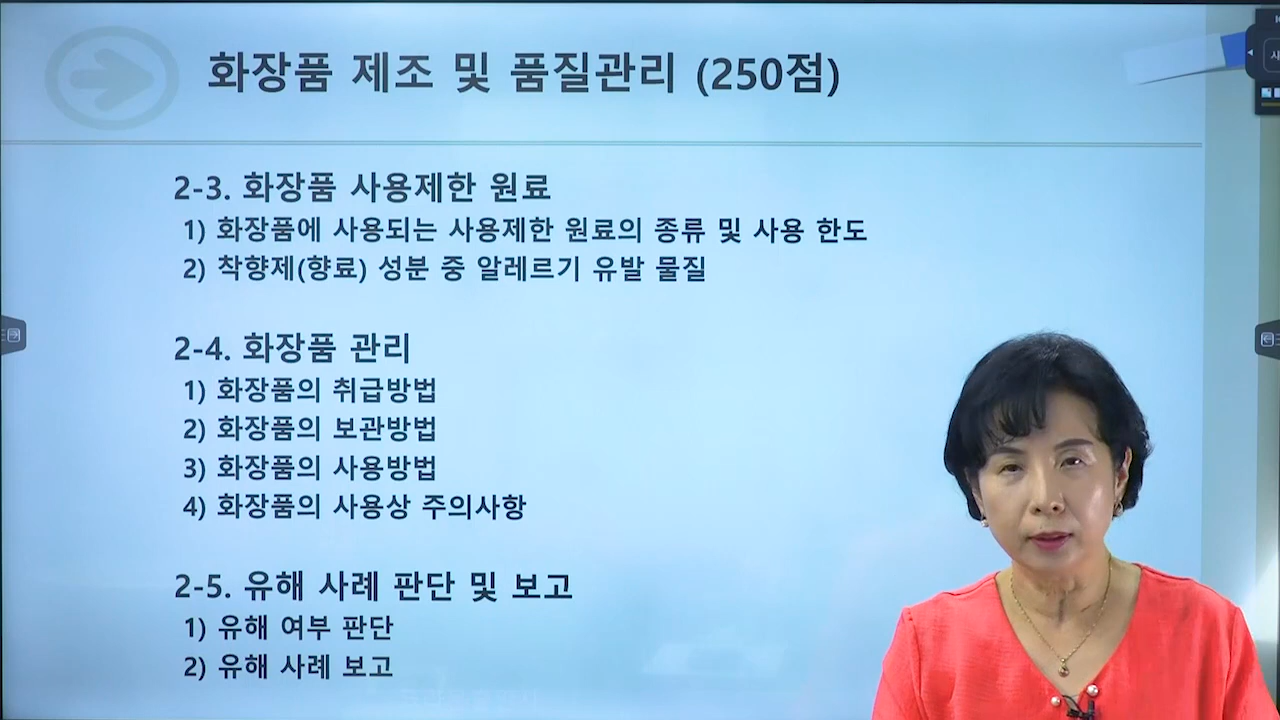 화장품 제조 및 품질관리 (250점)
2-3. 화장품 사용제한 원료
1) 화장품에 사용되는 사용제한 원료의 종류 및 사용 한도
2) 착향제(향료) 성분 중 알레르기 유발 물질
2-4. 화장품 관리
1) 화장품의 취급방법
2) 화장품의 보관방법
3) 화장품의 사용방법
4) 화장품의 사용상 주의사항
2-5. 유해 사례 판단 및 보고
1) 유해 여부 판단
2) 유해 사례 보고